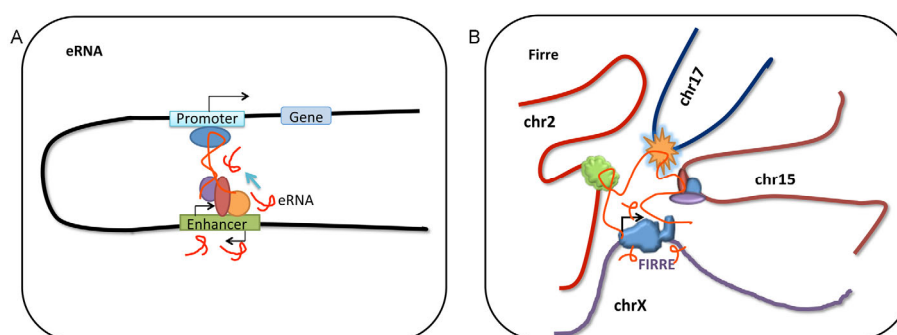 A
eRNA
Promoter
Gene
eRNA
Enhancer
B
Firre
chr17
chr2
chr15
FIRRE
chrX